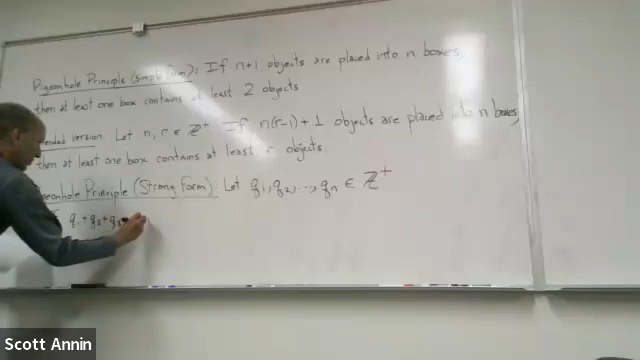 Pigeonhole Principle (simple form): If n+1 objects are placed into n boxes,
then at least one box contains at least 2 objects
ended version. Let n, r ∈ ℤ⁺ If n(r-1)+1 objects are placed into n boxes,
then at least one box contains at least r objects.
geonhole Principle (Strong Form): Let q₁,q₂,...,qₙ ∈ ℤ⁺
q₁+q₂+q₃
Scott Annin